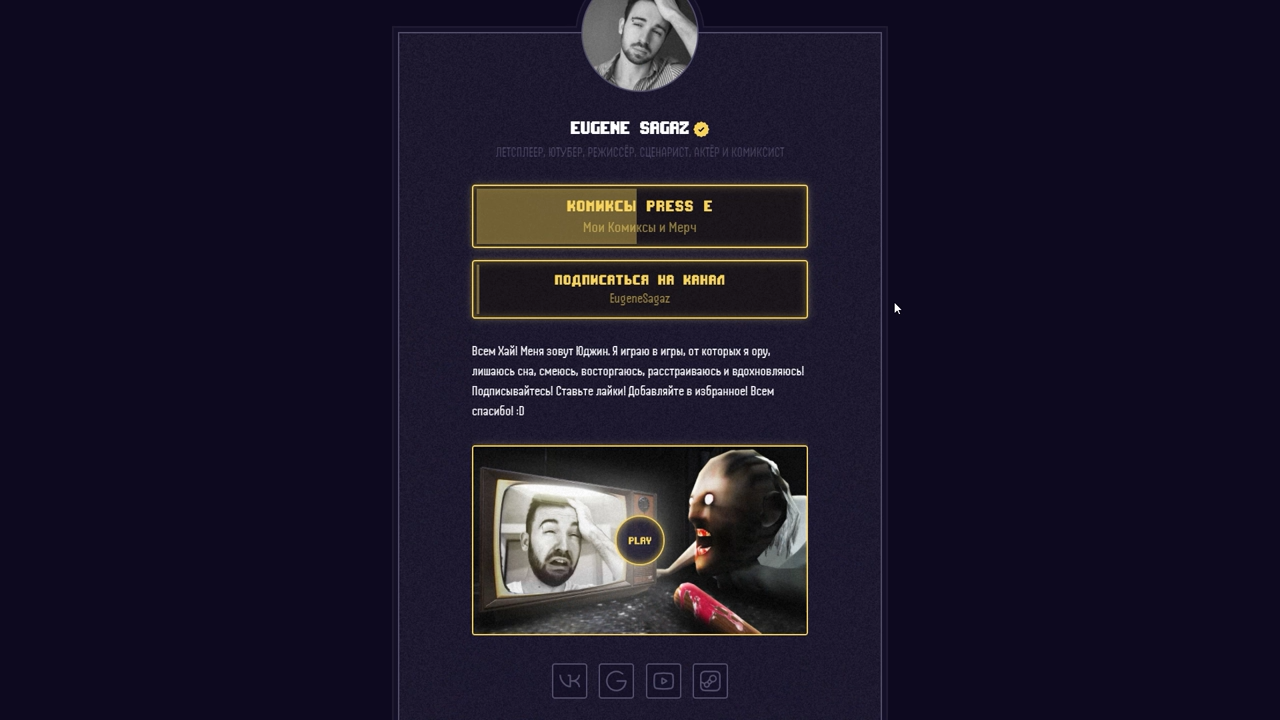 EUGENE SAGAZ
ЛЕТСПЛЕЕР, ЮТУБЕР, РЕЖИССЁР, СЦЕНАРИСТ, АКТЁР И КОМИКСИСТ
КОМИКСЫ PRESS E
Мои Комиксы и Мерч
ПОДПИСАТЬСЯ НА КАНАЛ
EugeneSagaz
Всем Хай! Меня зовут Юджин. Я играю в игры, от которых я ору,
лишаюсь сна, смеюсь, восторгаюсь, расстраиваюсь и вдохновляюсь!
Подписывайтесь! Ставьте лайки! Добавляйте в избранное! Всем
спасибо! :D
PLAY